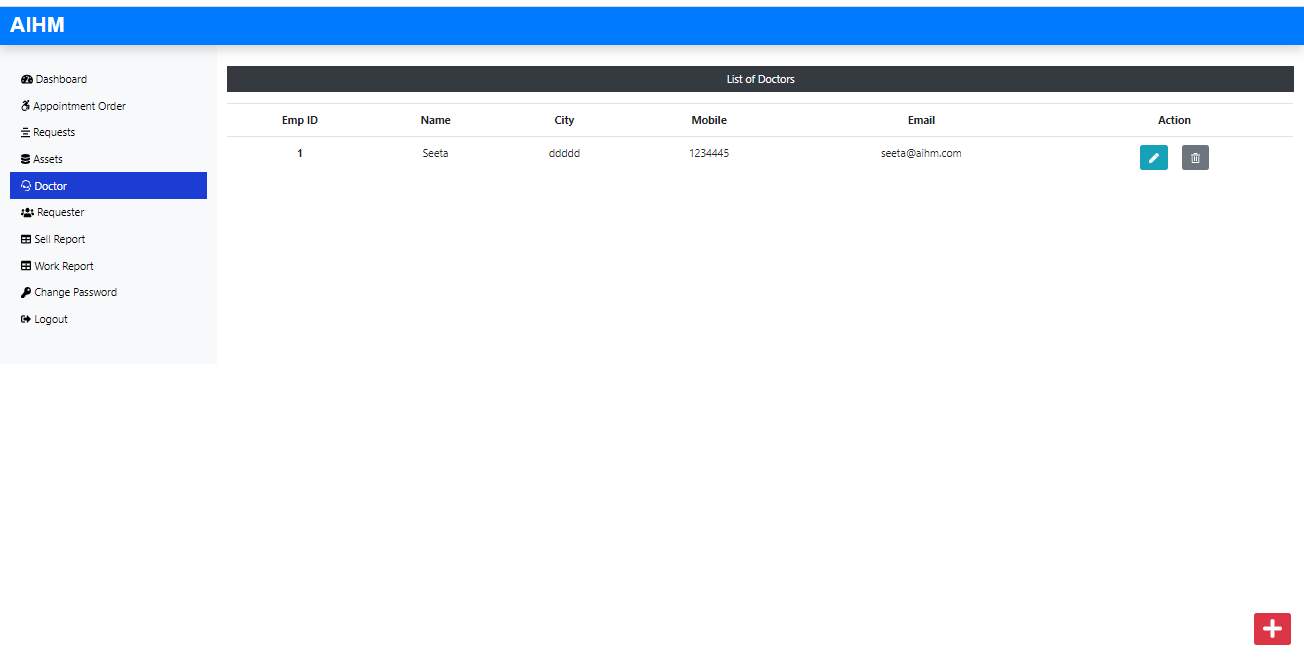 AIHM
Dashboard
Appointment Order
Requests
Assets
Doctor
Requester
Sell Report
Work Report
Change Password
Logout
List of Doctors
Emp ID Name City Mobile Email Action
1 Seeta ddddd 1234445 seeta@aihm.com